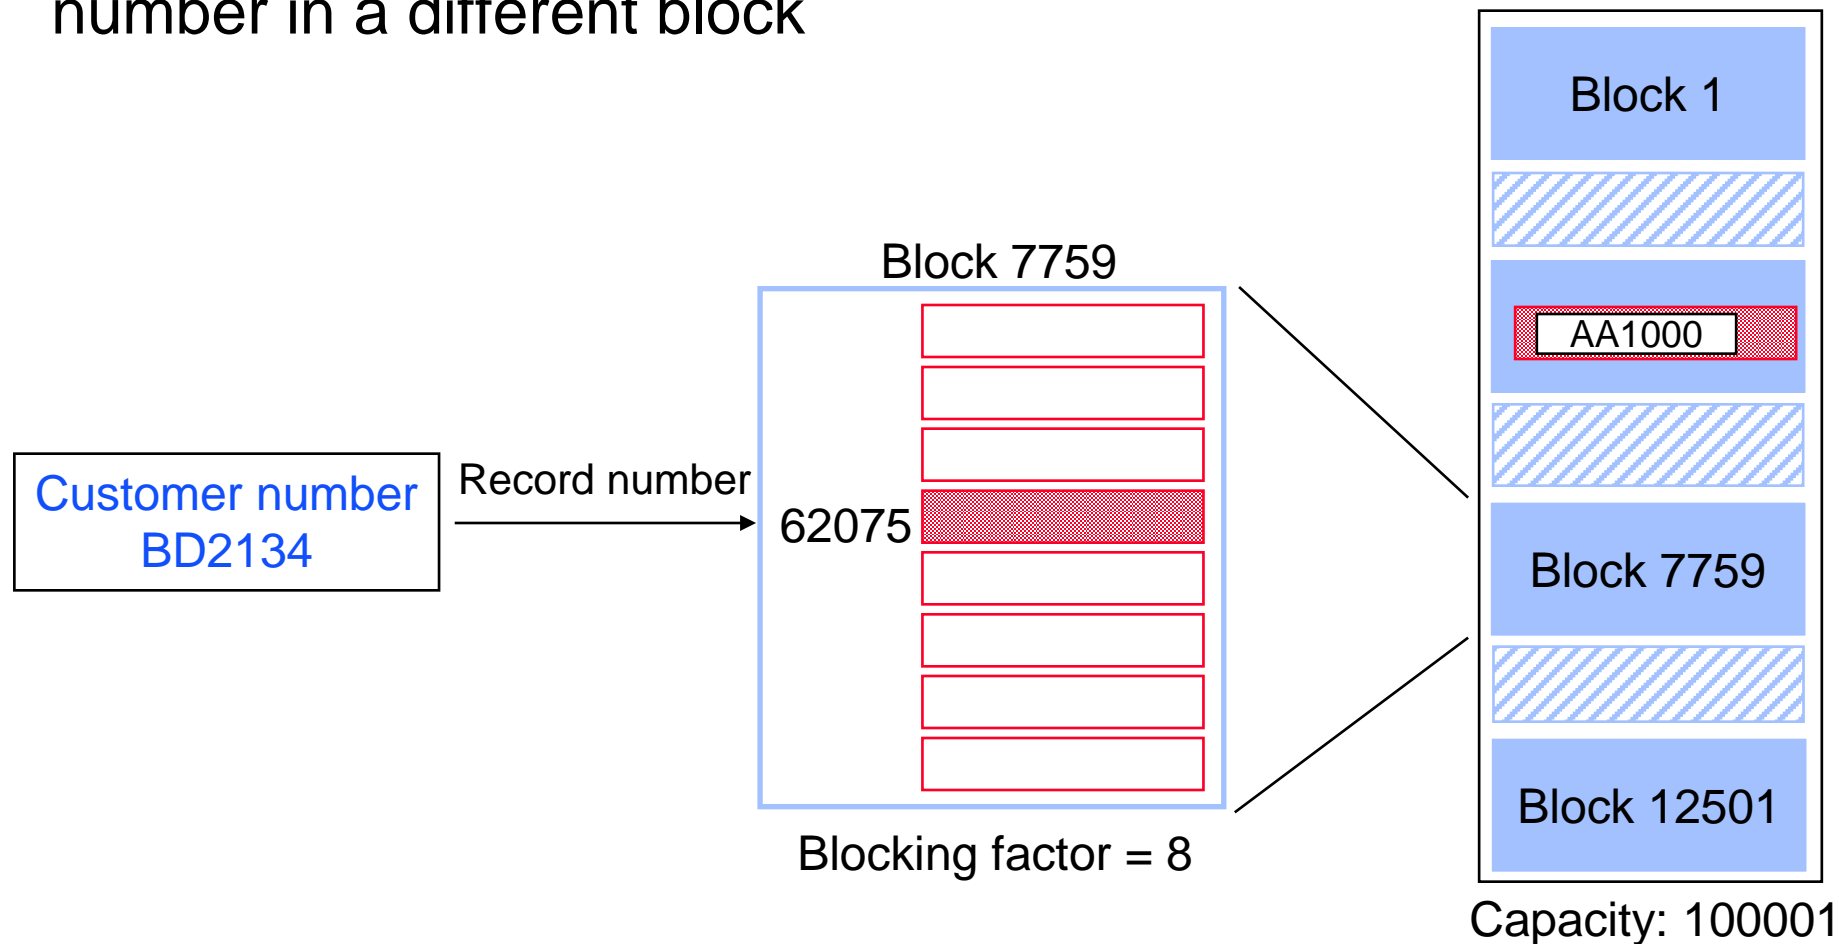 number in a different block
Block 1
Block 7759
AA1000
Customer number
BD2134
Record number
62075
Block 7759
Block 12501
Blocking factor = 8
Capacity: 100001